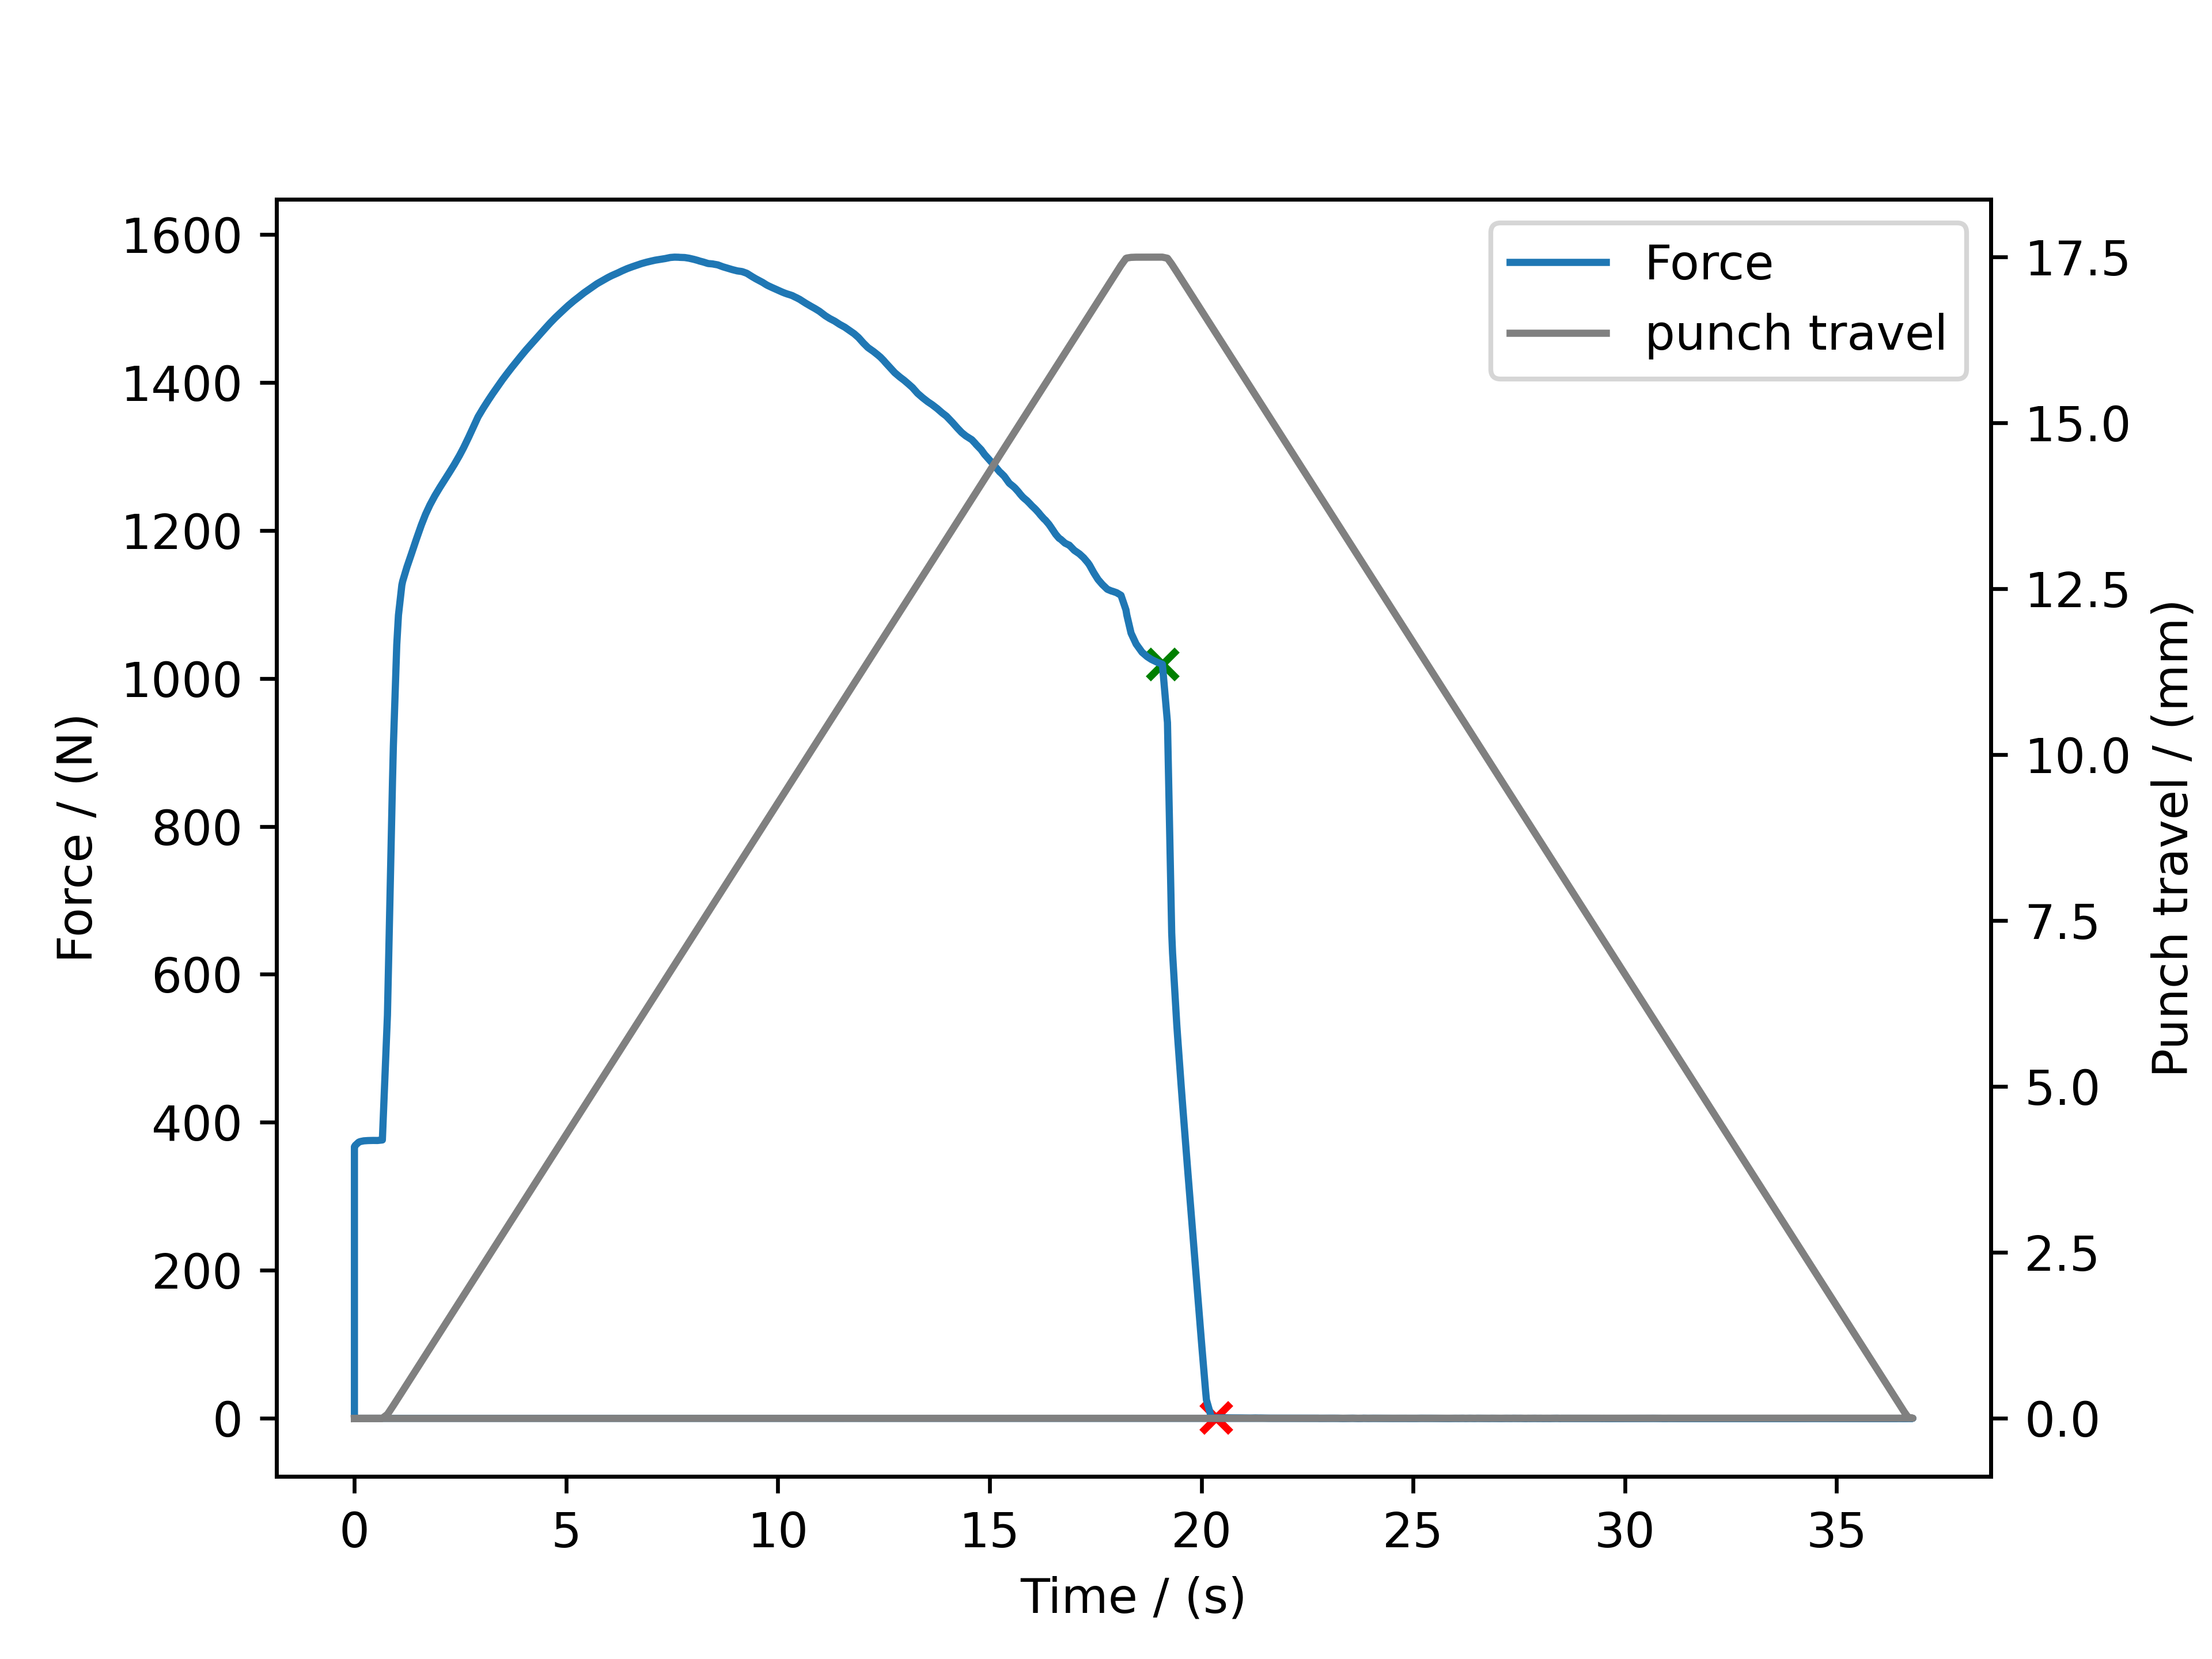 Force
punch travel
1600
1400
1200
1000
800
600
400
200
0
Force / (N)
17.5
15.0
12.5
10.0
7.5
5.0
2.5
0.0
Punch travel / (mm)
0 5 10 15 20 25 30 35
Time / (s)